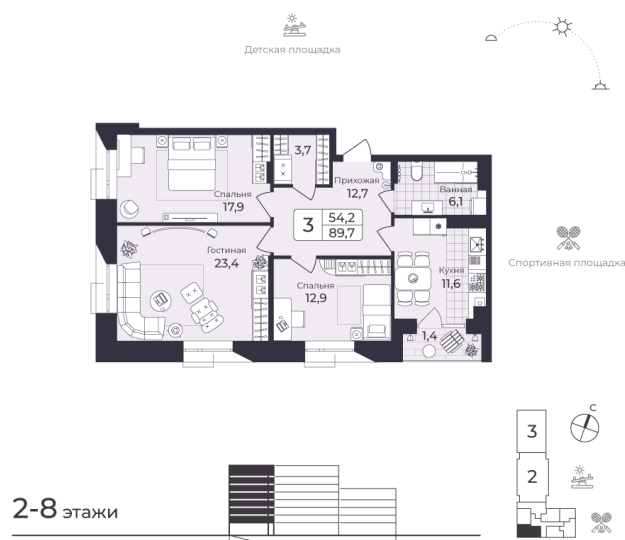 Детская площадка
3,7
Спальня
17,9
Прихожая
12,7
Ванная
6,1
3
54,2
89,7
Гостиная
23,4
Спальня
12,9
Кухня
11,6
1,4
Спортивная площадка
С
3
2
2-8 этажи